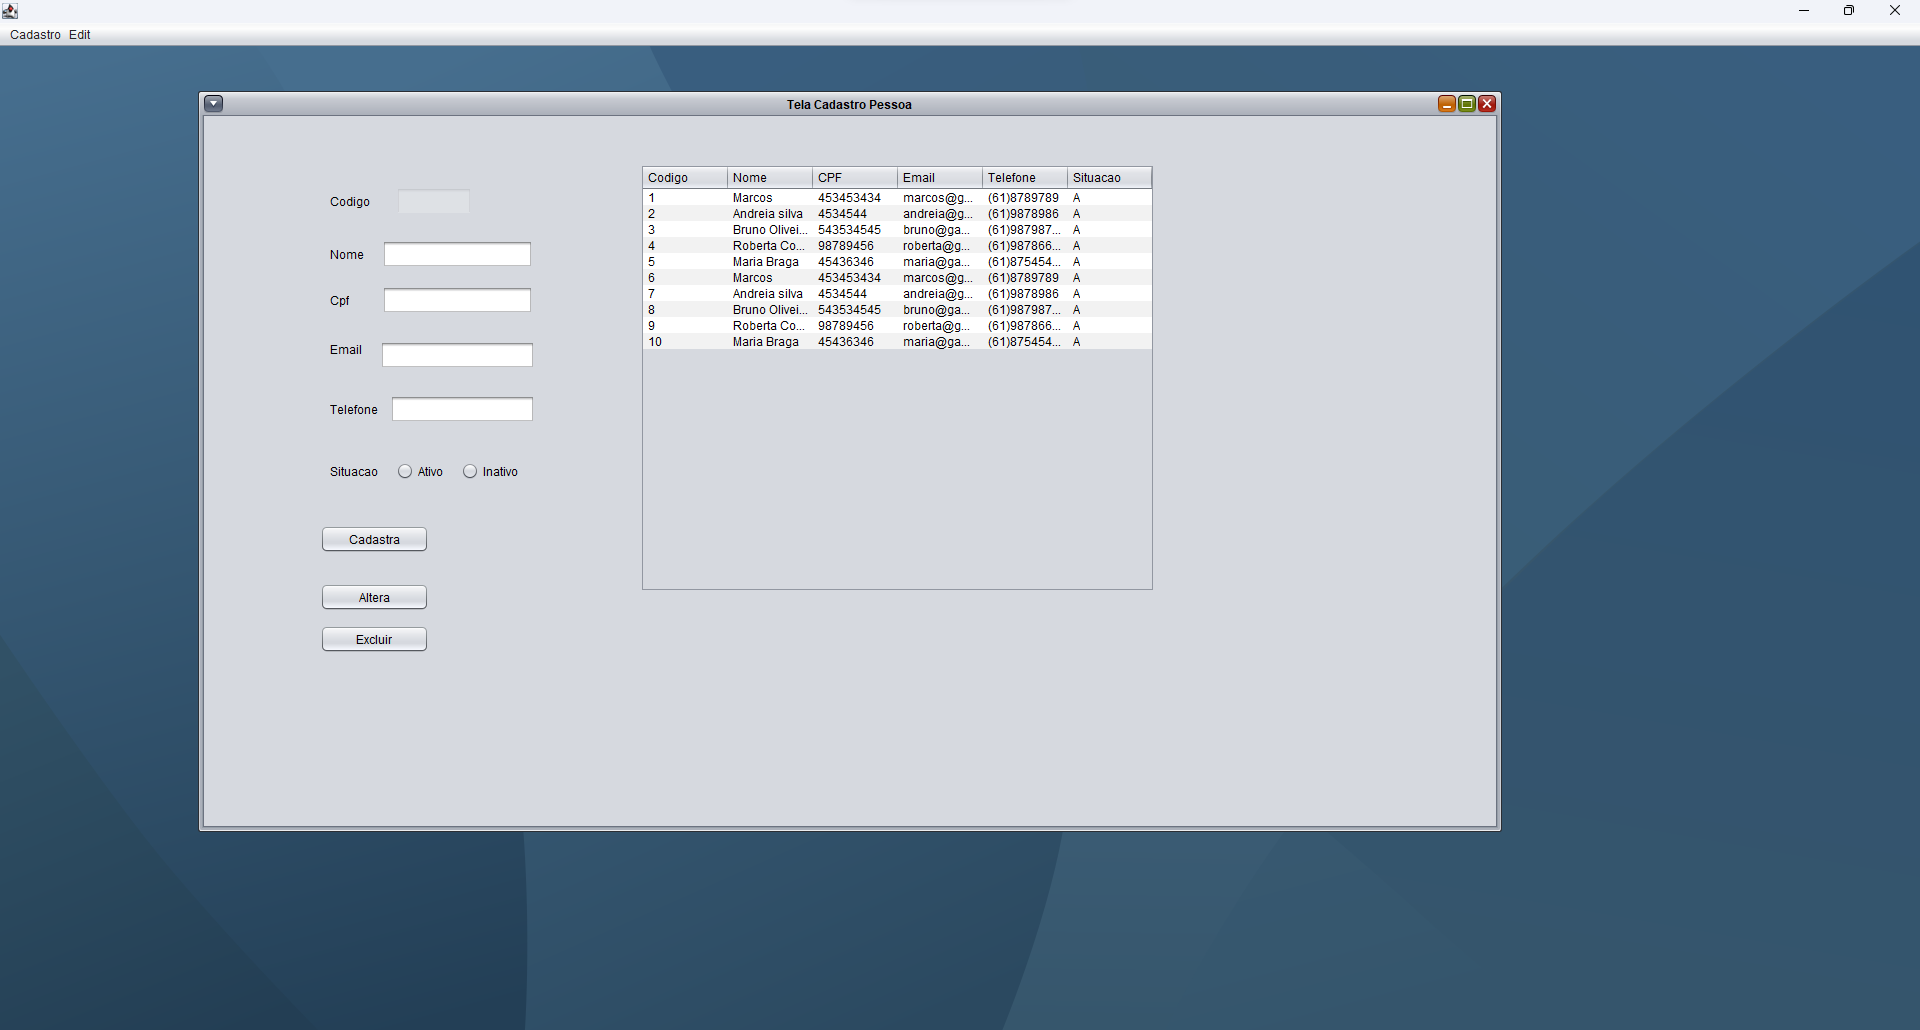 Cadastro Edit
Tela Cadastro Pessoa
Codigo
Nome
Cpf
Email
Telefone
Situacao Ativo Inativo
Cadastra
Altera
Excluir
Codigo Nome CPF Email Telefone Situacao
1 Marcos 453453434 marcos@g... (61)8789789 A
2 Andreia silva 4534544 andreia@g... (61)9878986 A
3 Bruno Olivei... 543534545 bruno@ga... (61)987987... A
4 Roberta Co... 98789456 roberta@g... (61)987866... A
5 Maria Braga 45436346 maria@ga... (61)875454... A
6 Marcos 453453434 marcos@g... (61)8789789 A
7 Andreia silva 4534544 andreia@g... (61)9878986 A
8 Bruno Olivei... 543534545 bruno@ga... (61)987987... A
9 Roberta Co... 98789456 roberta@g... (61)987866... A
10 Maria Braga 45436346 maria@ga... (61)875454... A